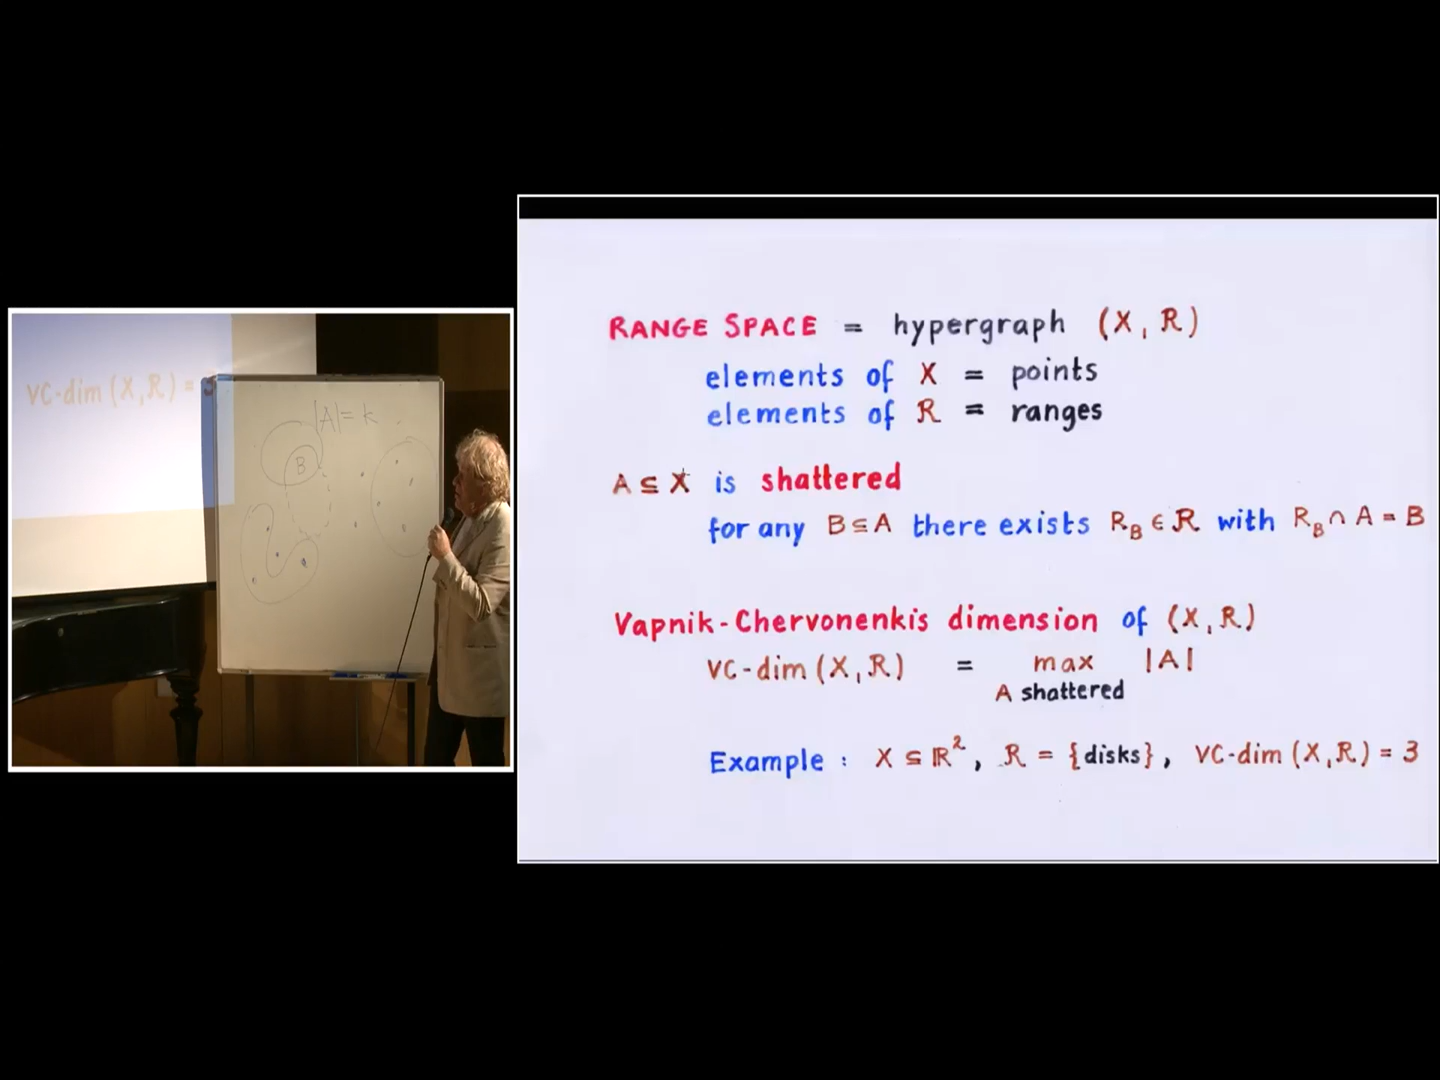 VC-dim (X,R) = 3
|A| = k
B
RANGE SPACE = hypergraph (X, R)
elements of X = points
elements of R = ranges
A ⊆ X is shattered
for any B ⊆ A there exists R_B ∈ R with R_B ∩ A = B
Vapnik-Chervonenkis dimension of (X, R)
VC-dim (X, R) = max |A|
A shattered
Example : X ⊆ ℝ², R = {disks}, VC-dim (X, R) = 3